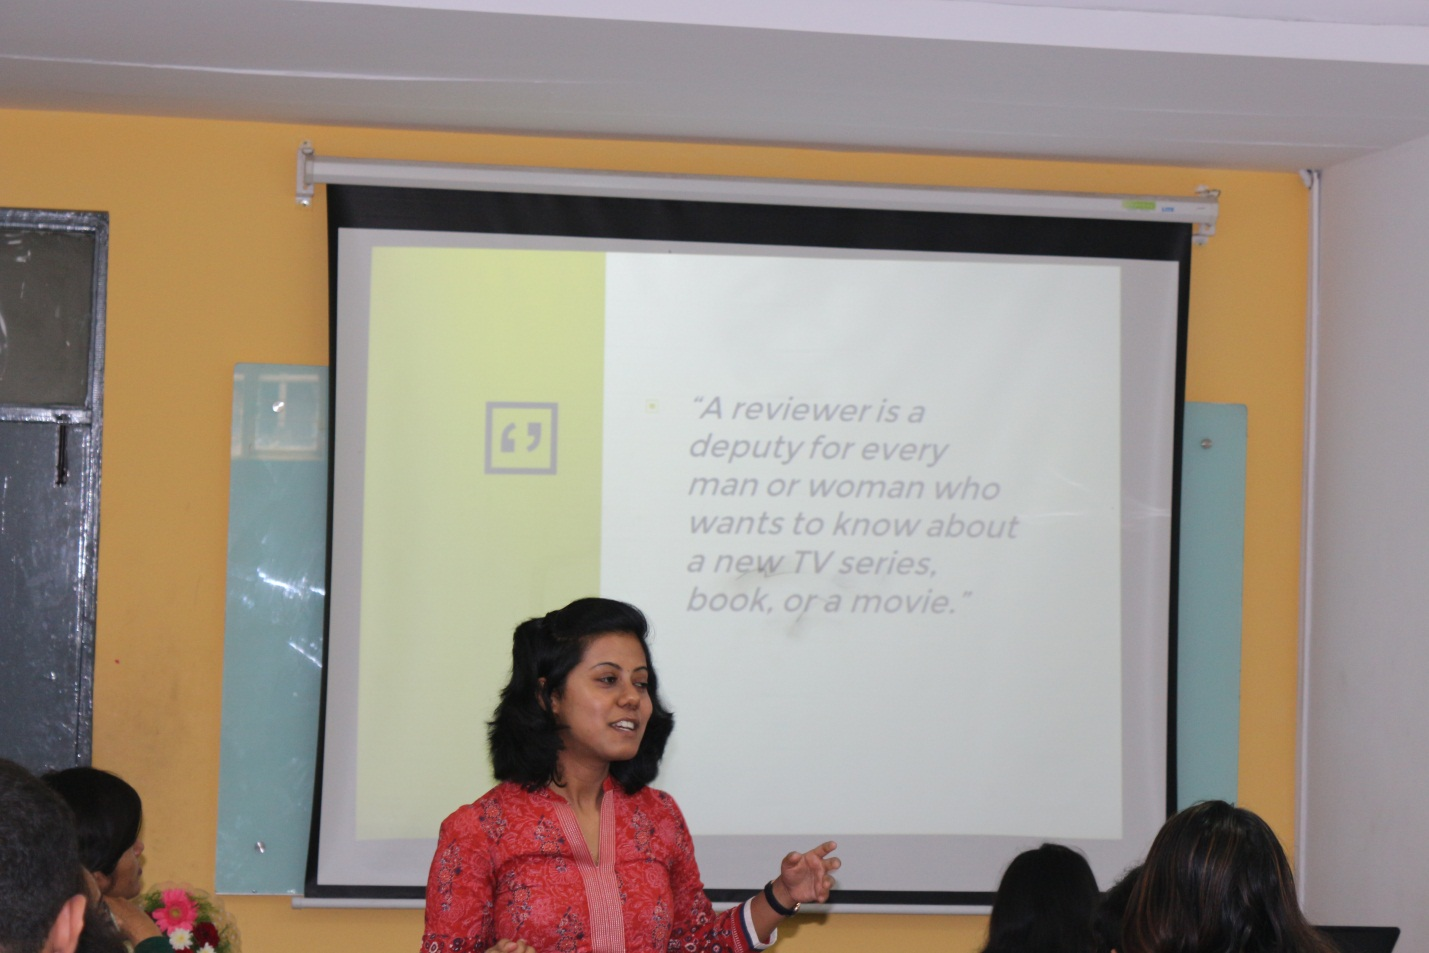 “A reviewer is a
deputy for every
man or woman who
wants to know about
a new TV series,
book, or a movie.”